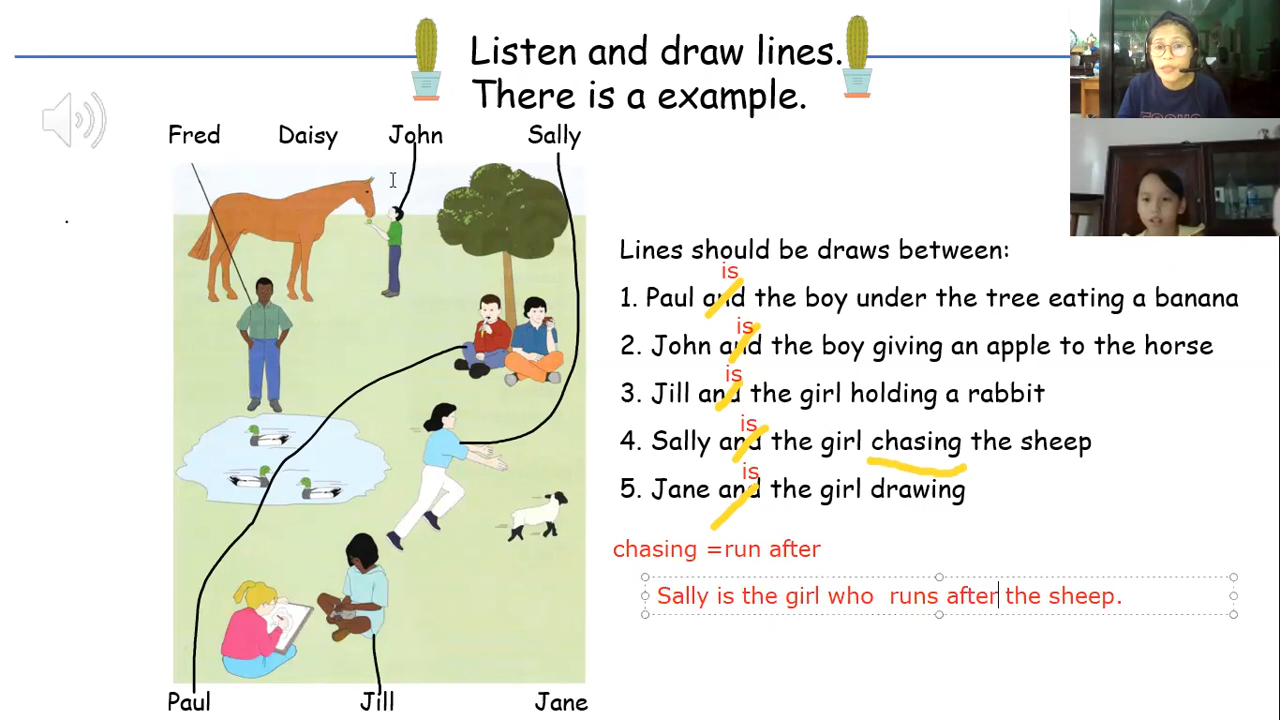 Listen and draw lines.
There is a example.
Fred Daisy John Sally
Lines should be draws between:
is
1. Paul and the boy under the tree eating a banana
is
2. John and the boy giving an apple to the horse
is
3. Jill and the girl holding a rabbit
is
4. Sally and the girl chasing the sheep
is
5. Jane and the girl drawing
chasing =run after
Sally is the girl who runs after the sheep.
Paul Jill Jane